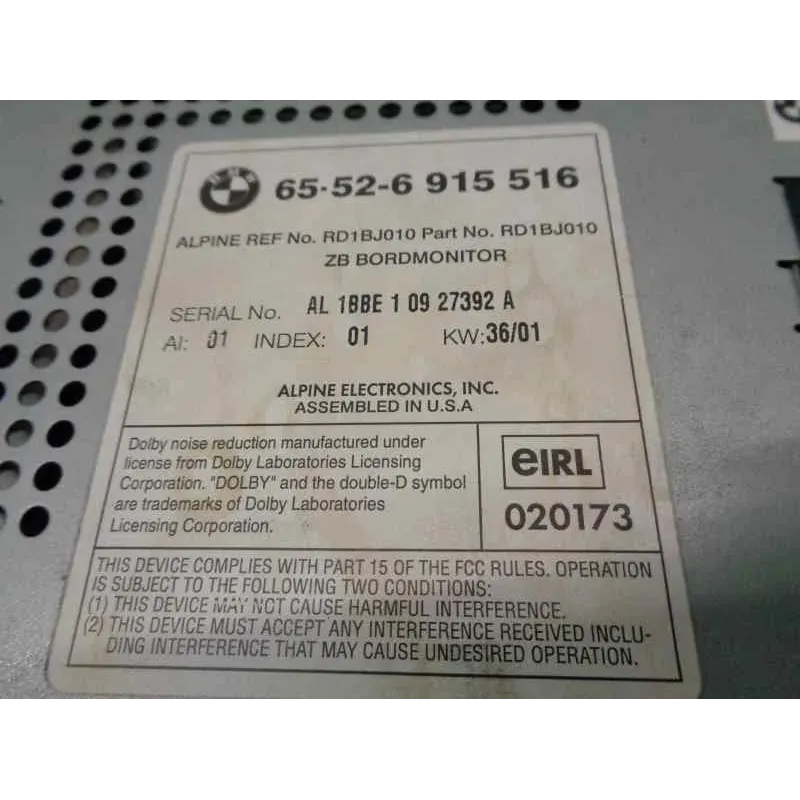 BMW 65·52-6 915 516
ALPINE REF No. RD1BJ010 Part No. RD1BJ010
ZB BORDMONITOR
SERIAL No. AL 1BBE 1 09 27392 A
AI: 01 INDEX: 01 KW:36/01
ALPINE ELECTRONICS, INC.
ASSEMBLED IN U.S.A
Dolby noise reduction manufactured under
license from Dolby Laboratories Licensing
Corporation. "DOLBY" and the double-D symbol
are trademarks of Dolby Laboratories
Licensing Corporation.
eIRL
020173
THIS DEVICE COMPLIES WITH PART 15 OF THE FCC RULES. OPERATION
IS SUBJECT TO THE FOLLOWING TWO CONDITIONS:
(1) THIS DEVICE MAY NOT CAUSE HARMFUL INTERFERENCE.
(2) THIS DEVICE MUST ACCEPT ANY INTERFERENCE RECEIVED INCLU-
DING INTERFERENCE THAT MAY CAUSE UNDESIRED OPERATION.